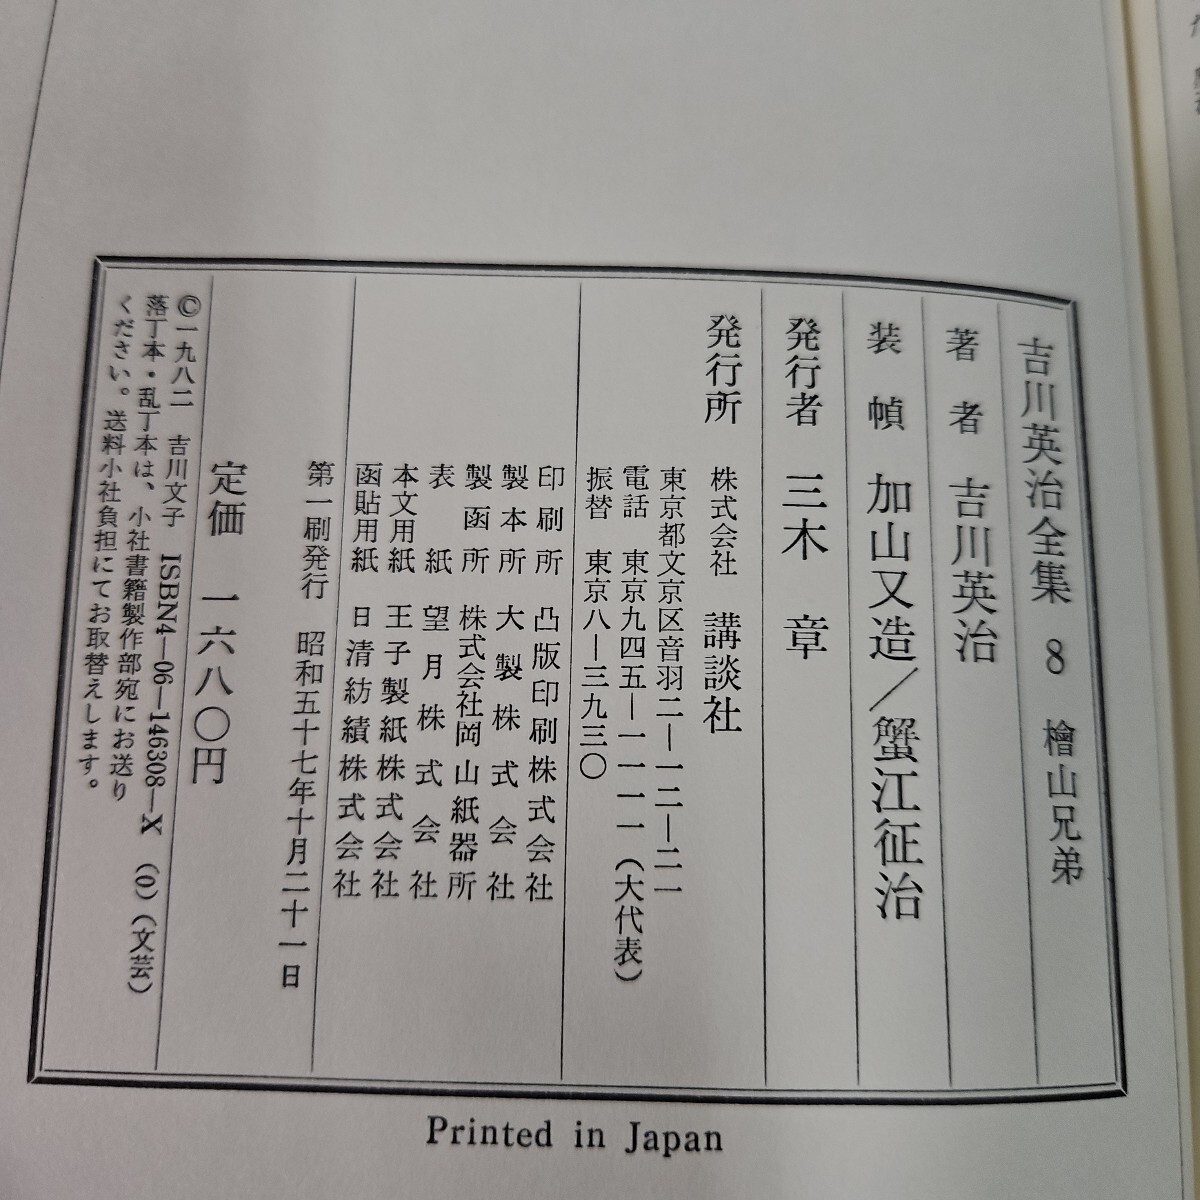 吉川英治全集 8 檜山兄弟
著者 吉川英治
装幀 加山又造/蟹江征治
発行者 三木 章
発行所 株式会社 講談社
東京都文京区音羽二―一二―二一
電話 東京九四五―一一一一(大代表)
振替 東京八―三九三〇
印刷所 凸版印刷株式会社
製本所 大製株式会社
製函所 株式会社岡山紙器所
表紙 望月株式会社
本文用紙 王子製紙株式会社
函貼用紙 日清紡績株式会社
第一刷発行 昭和五十七年十月二十一日
定価 一六八〇円
©一九八二 吉川文子 ISBN4―06―146308―X (0)(文芸)
落丁本・乱丁本は、小社書籍製作部宛にお送り
ください。送料小社負担にてお取替えします。
Printed in Japan